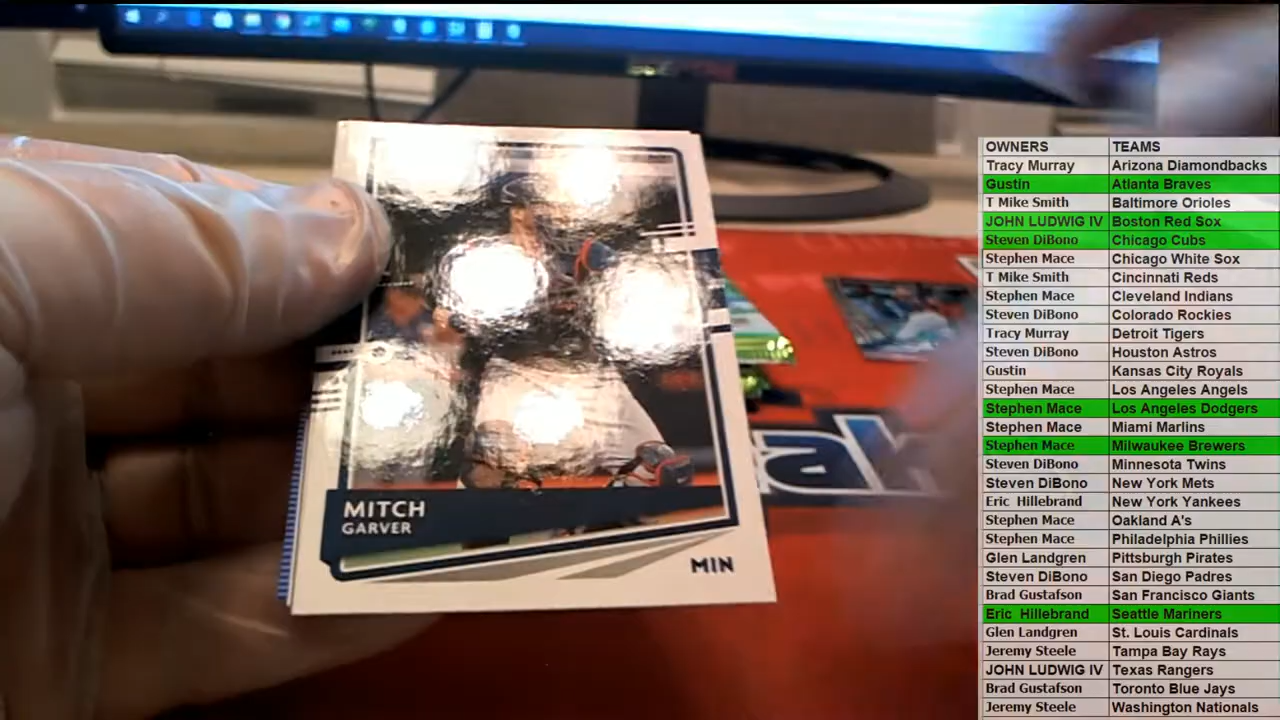 MITCH
GARVER
MIN
OWNERS TEAMS
Tracy Murray Arizona Diamondbacks
Gustin Atlanta Braves
T Mike Smith Baltimore Orioles
JOHN LUDWIG IV Boston Red Sox
Steven DiBono Chicago Cubs
Stephen Mace Chicago White Sox
T Mike Smith Cincinnati Reds
Stephen Mace Cleveland Indians
Steven DiBono Colorado Rockies
Tracy Murray Detroit Tigers
Steven DiBono Houston Astros
Gustin Kansas City Royals
Stephen Mace Los Angeles Angels
Stephen Mace Los Angeles Dodgers
Stephen Mace Miami Marlins
Stephen Mace Milwaukee Brewers
Steven DiBono Minnesota Twins
Steven DiBono New York Mets
Eric Hillebrand New York Yankees
Stephen Mace Oakland A's
Stephen Mace Philadelphia Phillies
Glen Landgren Pittsburgh Pirates
Steven DiBono San Diego Padres
Brad Gustafson San Francisco Giants
Eric Hillebrand Seattle Mariners
Glen Landgren St. Louis Cardinals
Jeremy Steele Tampa Bay Rays
JOHN LUDWIG IV Texas Rangers
Brad Gustafson Toronto Blue Jays
Jeremy Steele Washington Nationals